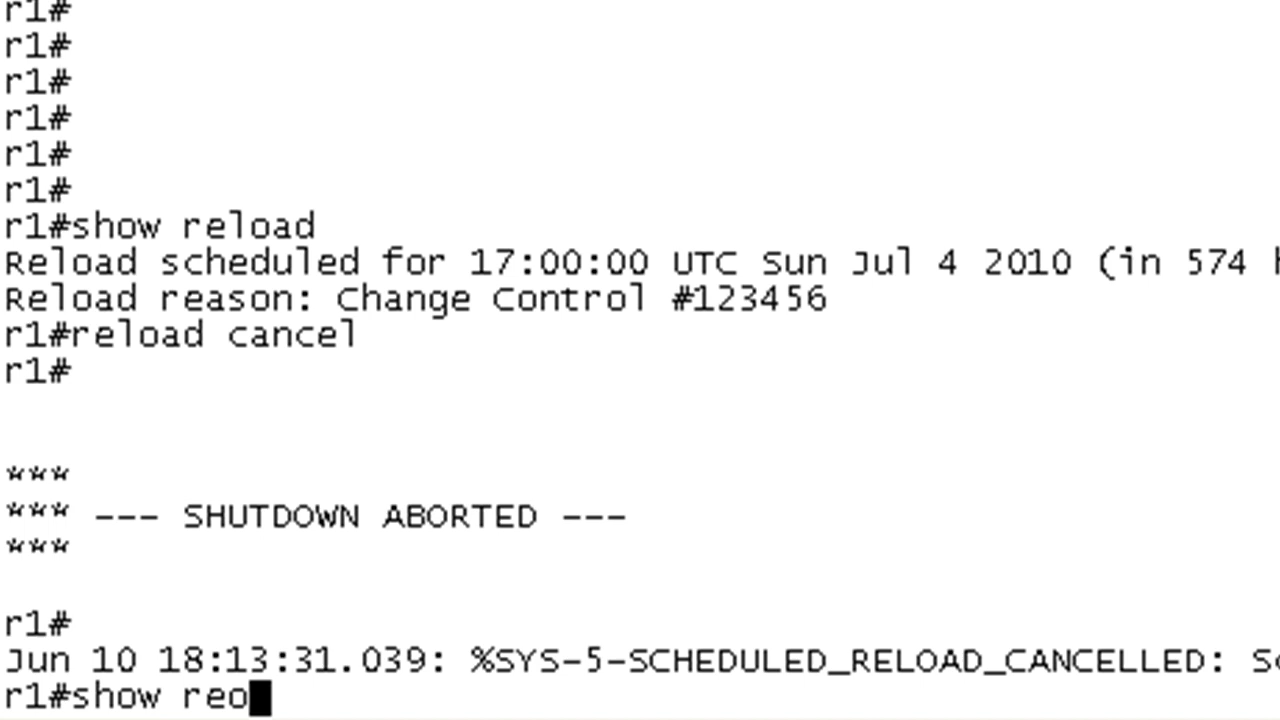 r1#
r1#
r1#
r1#
r1#
r1#
r1#show reload
Reload scheduled for 17:00:00 UTC Sun Jul 4 2010 (in 574
Reload reason: Change Control #123456
r1#reload cancel
r1#
***
*** --- SHUTDOWN ABORTED ---
***
r1#
Jun 10 18:13:31.039: %SYS-5-SCHEDULED_RELOAD_CANCELLED:
r1#show reo